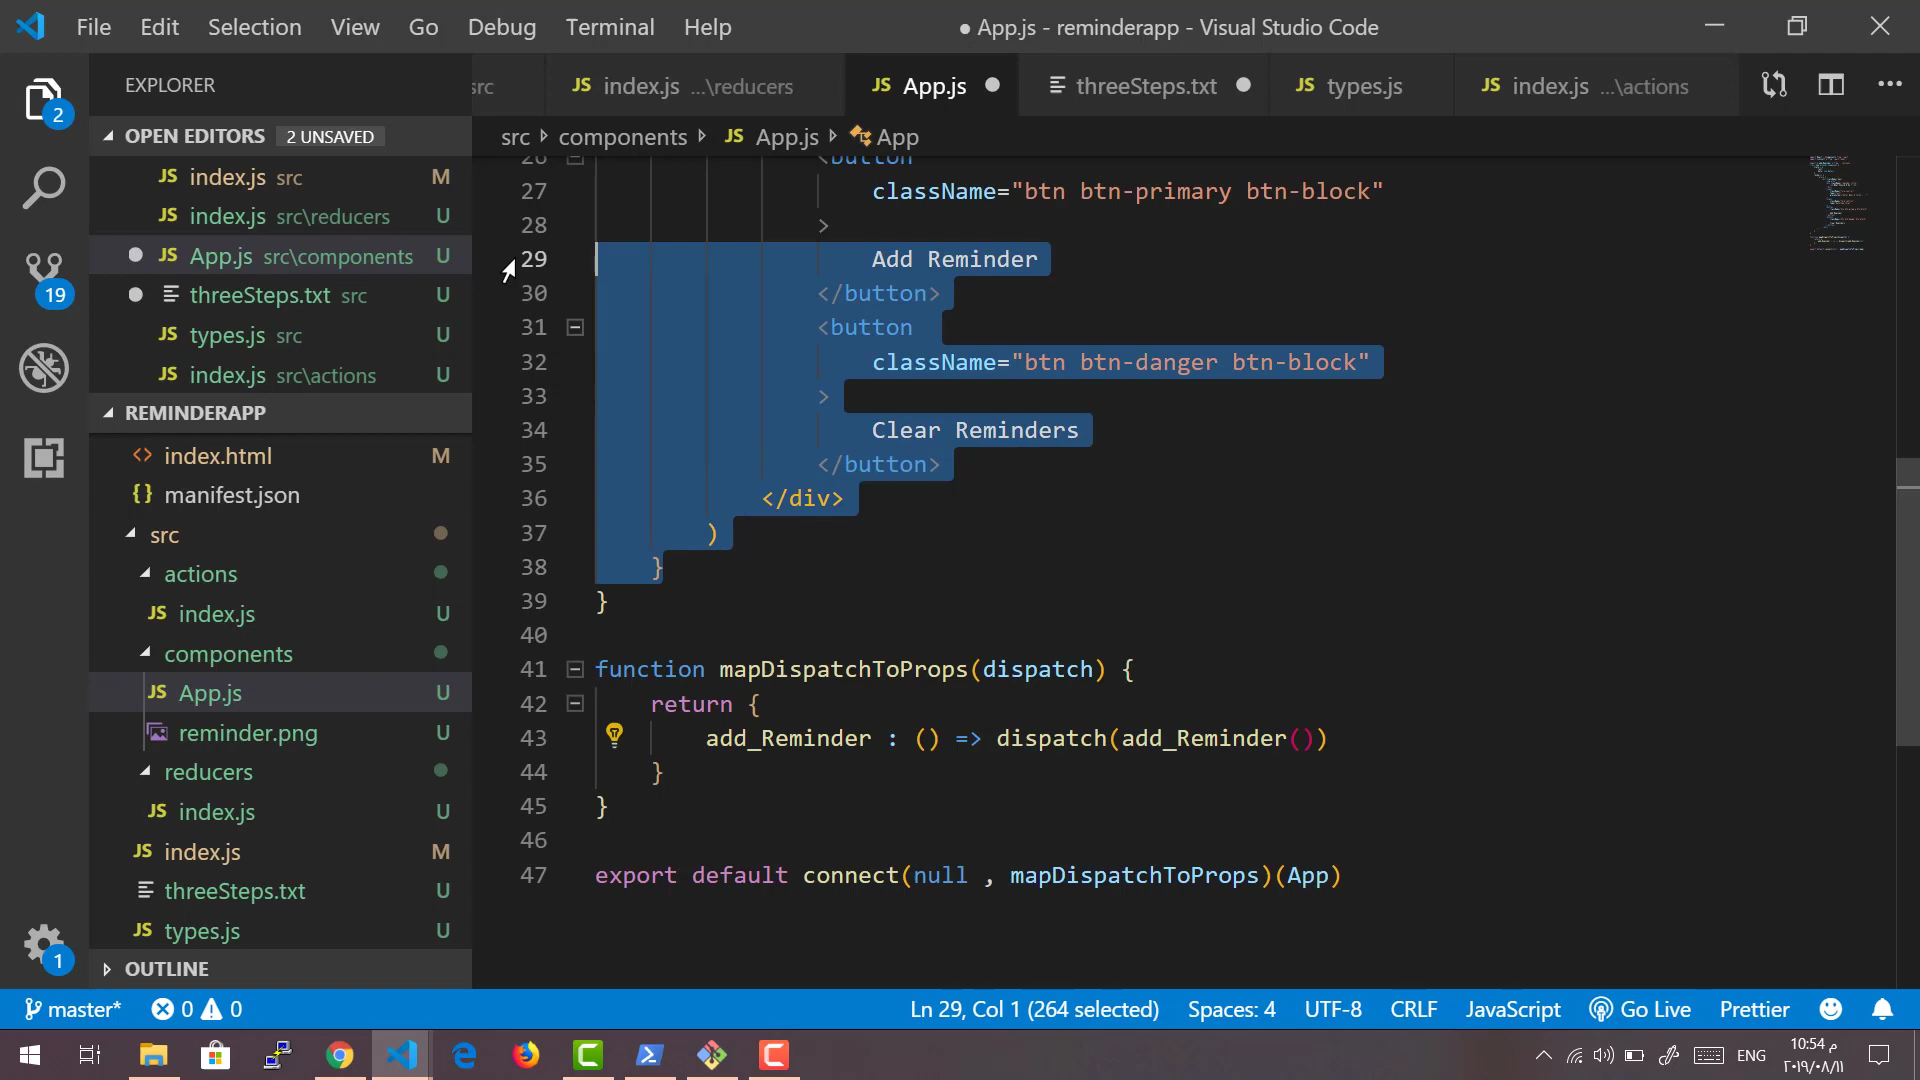 File Edit Selection View Go Debug Terminal Help
● App.js - reminderapp - Visual Studio Code
EXPLORER
src
JS index.js ...\reducers
JS App.js
threeSteps.txt
JS types.js
JS index.js ...\actions
2
OPEN EDITORS 2 UNSAVED
src components JS App.js App
JS index.js src M
JS index.js src\reducers U
JS App.js src\components U
threeSteps.txt src U
JS types.js src U
JS index.js src\actions U
19
REMINDERAPP
<> index.html M
{} manifest.json
src
actions
JS index.js U
components
JS App.js U
reminder.png U
reducers
JS index.js U
JS index.js M
threeSteps.txt U
JS types.js U
1
OUTLINE
26 <button
27 className="btn btn-primary btn-block"
28 >
29 Add Reminder
30 </button>
31 <button
32 className="btn btn-danger btn-block"
33 >
34 Clear Reminders
35 </button>
36 </div>
37 )
38 }
39 }
40
41 function mapDispatchToProps(dispatch) {
42 return {
43 add_Reminder : () => dispatch(add_Reminder())
44 }
45 }
46
47 export default connect(null , mapDispatchToProps)(App)
master* 0 0 Ln 29, Col 1 (264 selected) Spaces: 4 UTF-8 CRLF JavaScript Go Live Prettier
ENG
10:54 م
٢٠١٩/٠٨/١١